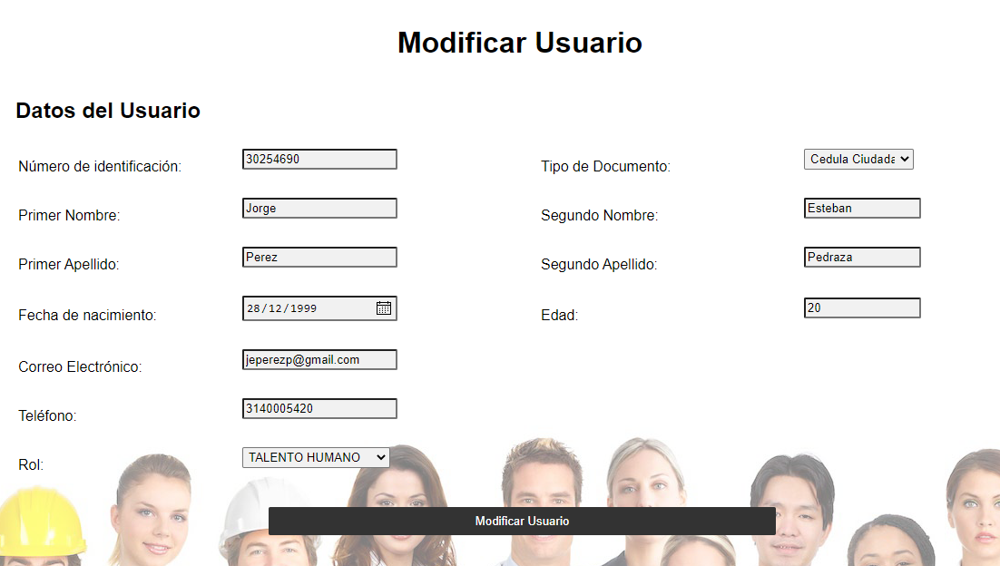 Modificar Usuario
Datos del Usuario
Número de identificación: 30254690 Tipo de Documento: Cedula Ciudada
Primer Nombre: Jorge Segundo Nombre: Esteban
Primer Apellido: Perez Segundo Apellido: Pedraza
Fecha de nacimiento: 28/12/1999 Edad: 20
Correo Electrónico: jeperezp@gmail.com
Teléfono: 3140005420
Rol: TALENTO HUMANO
Modificar Usuario